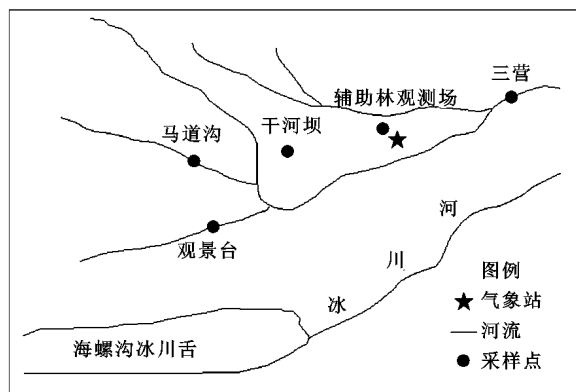 三营
辅助林观测场
马道沟
干河坝
观景台
河
川
冰
海螺沟冰川舌
图例
气象站
河流
采样点